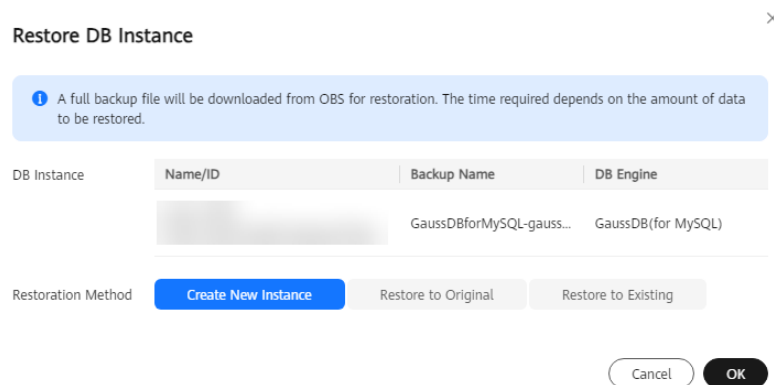 Restore DB Instance
A full backup file will be downloaded from OBS for restoration. The time required depends on the amount of data
to be restored.
DB Instance Name/ID Backup Name DB Engine
GaussDBforMySQL-gauss... GaussDB(for MySQL)
Restoration Method Create New Instance Restore to Original Restore to Existing
Cancel OK